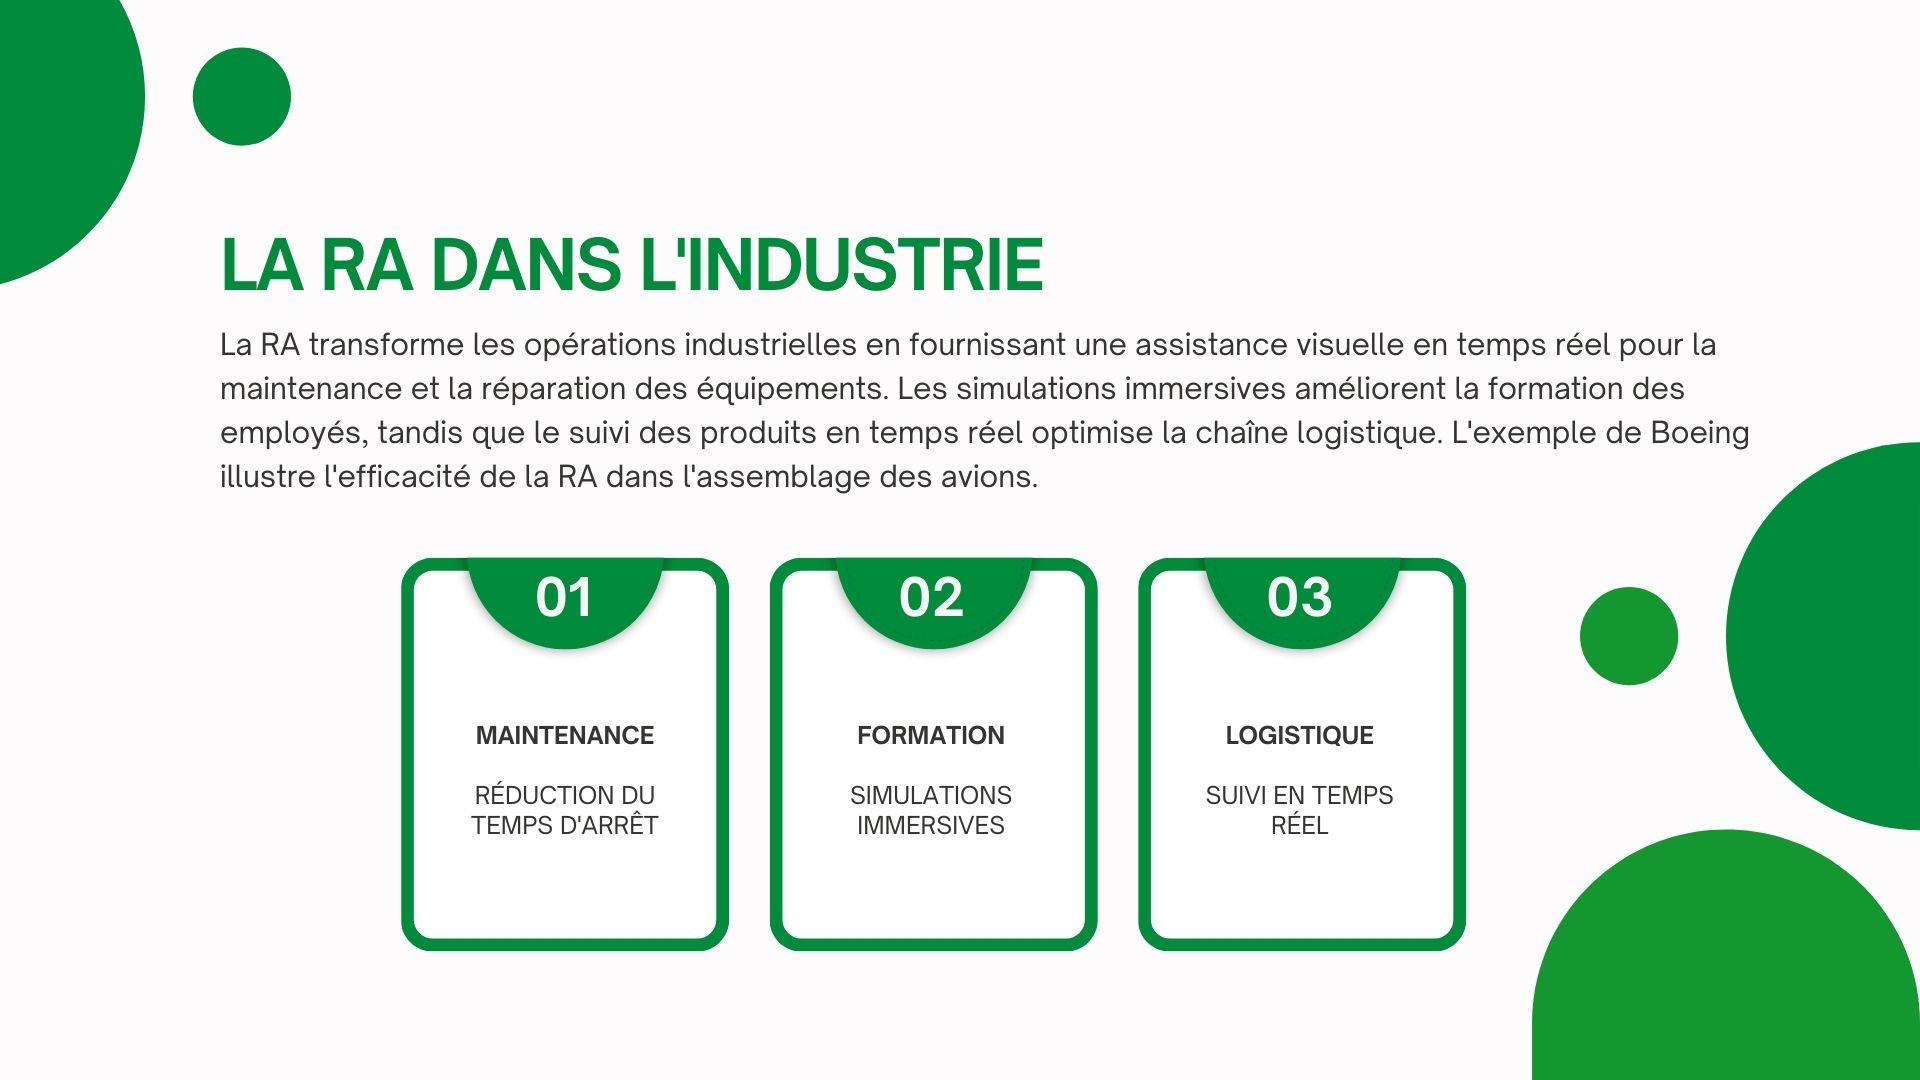 LA RA DANS L'INDUSTRIE
La RA transforme les opérations industrielles en fournissant une assistance visuelle en temps réel pour la
maintenance et la réparation des équipements. Les simulations immersives améliorent la formation des
employés, tandis que le suivi des produits en temps réel optimise la chaîne logistique. L'exemple de Boeing
illustre l'efficacité de la RA dans l'assemblage des avions.
01
MAINTENANCE
RÉDUCTION DU
TEMPS D'ARRÊT
02
FORMATION
SIMULATIONS
IMMERSIVES
03
LOGISTIQUE
SUIVI EN TEMPS
RÉEL